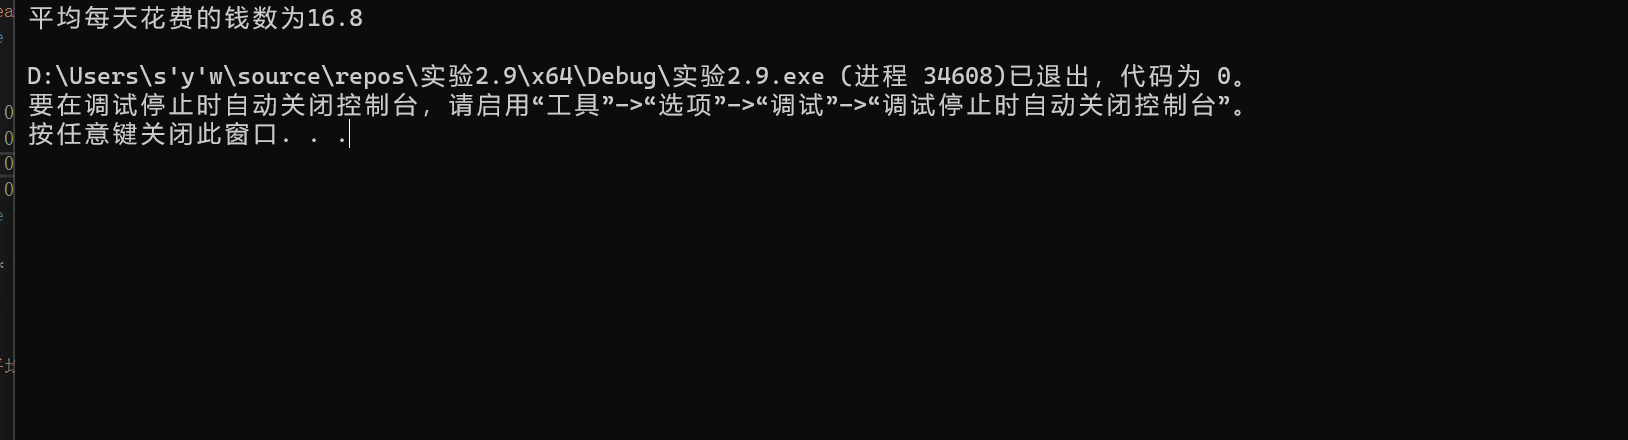 平均每天花费的钱数为16.8
D:\Users\s'y'w\source\repos\实验2.9\x64\Debug\实验2.9.exe (进程 34608)已退出，代码为 0。
要在调试停止时自动关闭控制台，请启用“工具”->“选项”->“调试”->“调试停止时自动关闭控制台”。
按任意键关闭此窗口. . .